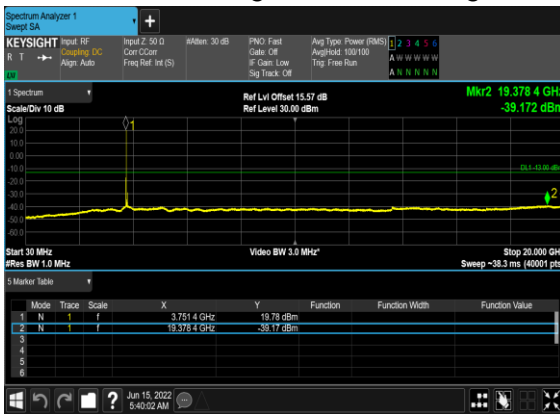 Spectrum Analyzer 1
Swept SA
+
KEYSIGHT Input: RF Input Z: 50 Ω #Atten: 30 dB PNO: Fast Avg Type: Power (RMS) 1 2 3 4 5 6
R T Coupling: DC Corr CCorr Gate: Off Avg|Hold: 100/100 A W W W W W
Align: Auto Freq Ref: Int (S) IF Gain: Low Trig: Free Run
Sig Track: Off A N N N N N
1 Spectrum Ref Lvl Offset 15.57 dB Mkr2 19.378 4 GHz
Scale/Div 10 dB Ref Level 30.00 dBm -39.172 dBm
Log
1
20.0
10.0
0.00
DL1 -13.00 dBm
-10.0
-20.0
-30.0
2
-40.0
-50.0
-60.0
Start 30 MHz Video BW 3.0 MHz* Stop 20.000 GH
#Res BW 1.0 MHz Sweep ~38.3 ms (40001 pts
5 Marker Table
Mode Trace Scale X Y Function Function Width Function Value
1 N 1 f 3.751 4 GHz 19.78 dBm
2 N 1 f 19.378 4 GHz -39.17 dBm
3
4
5
6
? Jun 15, 2022
5:40:02 AM